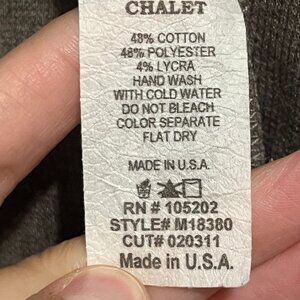 CHALET
48% COTTON
48% POLYESTER
4% LYCRA
HAND WASH
WITH COLD WATER
DO NOT BLEACH
COLOR SEPARATE
FLAT DRY
MADE IN U.S.A.
RN # 105202
STYLE# M18380
CUT# 020311
Made in U.S.A.